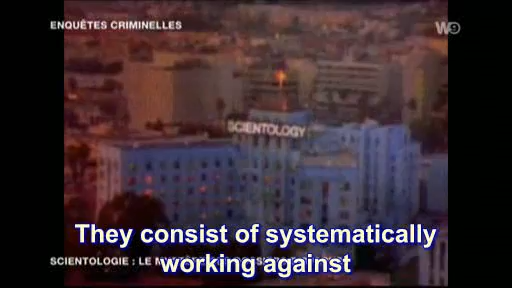 ENQUÊTES CRIMINELLES
W9
SCIENTOLOGY
They consist of systematically
SCIENTOLOGIE : LE
working against